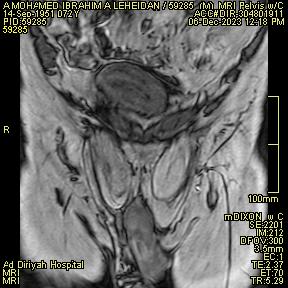 A MOHAMED IBRAHIM A LEHEIDAN / 59285 (M) MRI Pelvis.w/C
14-Sep-1951 072Y ACC#DIR:304801911
PID:59285 06-Dec-2023 12:18 PM
59285
R
100mm
mDIXON_w C
SE:2201
IM:212
DFOV:300
3.5mm
EC:1
Ad Diriyah Hospital TE:2.37
MRI ET:70
MRI TR:5.29